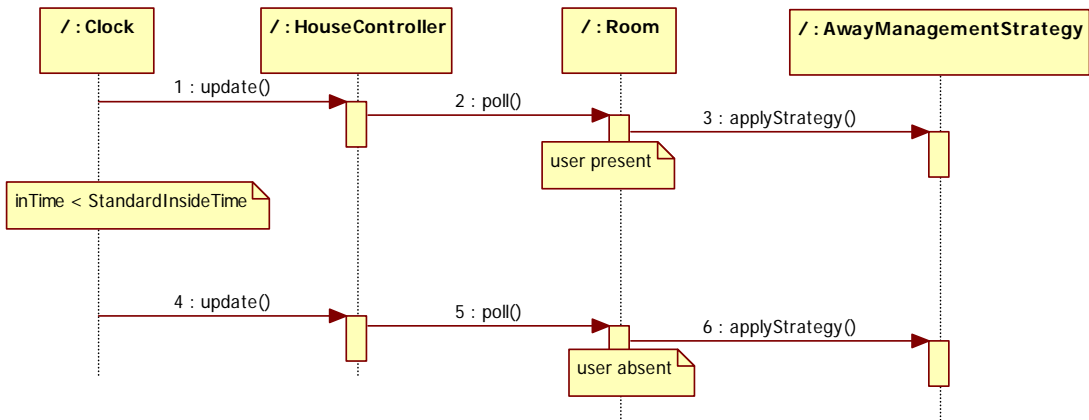 / : Clock
/ : HouseController
/ : Room
/ : AwayManagementStrategy
1 : update()
2 : poll()
3 : applyStrategy()
user present
inTime < StandardInsideTime
4 : update()
5 : poll()
6 : applyStrategy()
user absent